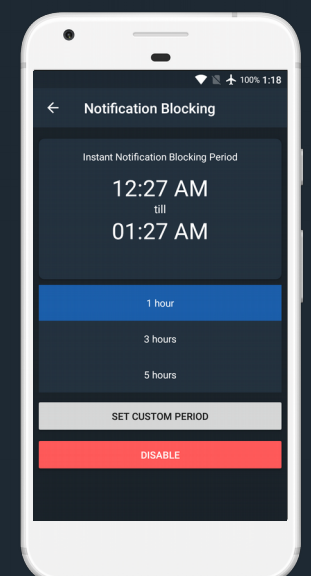 100% 1:18
Notification Blocking
Instant Notification Blocking Period
12:27 AM
till
01:27 AM
1 hour
3 hours
5 hours
SET CUSTOM PERIOD
DISABLE